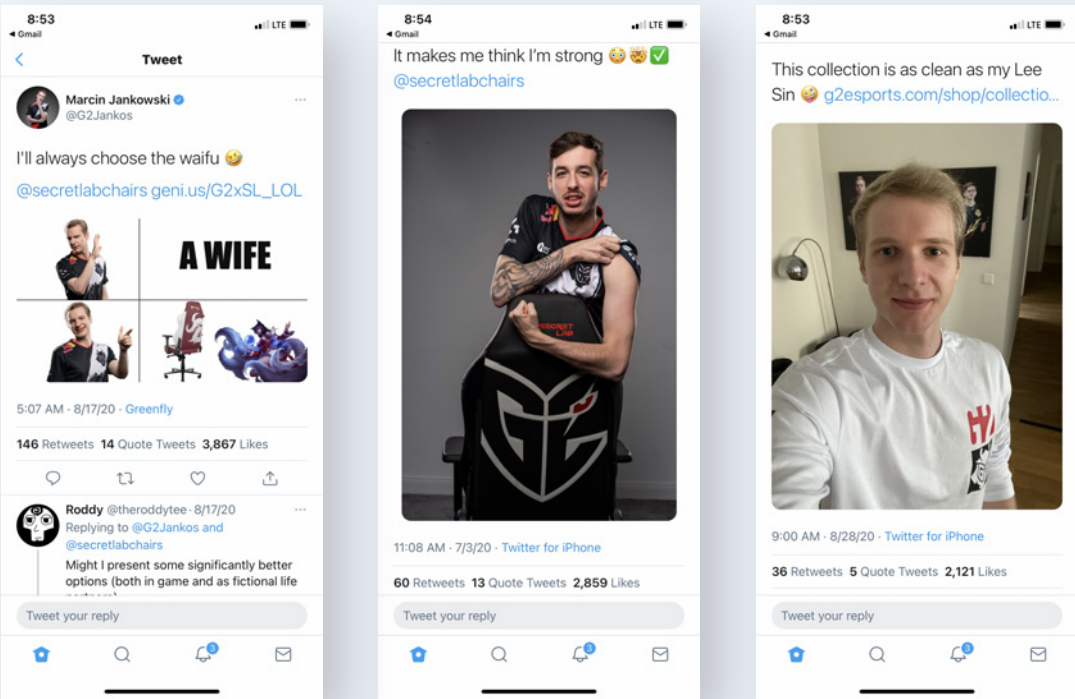 8:53
LTE
◀ Gmail
Tweet
Marcin Jankowski
@G2Jankos
I'll always choose the waifu 🤣
@secretlabchairs geni.us/G2xSL_LOL
A WIFE
5:07 AM · 8/17/20 · Greenfly
146 Retweets 14 Quote Tweets 3,867 Likes
Roddy @theroddytee · 8/17/20
Replying to @G2Jankos and
@secretlabchairs
Might I present some significantly better
options (both in game and as fictional life
Tweet your reply
3
8:54
LTE
◀ Gmail
It makes me think I'm strong 😳🤯✅
@secretlabchairs
SECRET
LAB
11:08 AM · 7/3/20 · Twitter for iPhone
60 Retweets 13 Quote Tweets 2,859 Likes
Tweet your reply
3
8:53
LTE
◀ Gmail
This collection is as clean as my Lee
Sin 🤪 g2esports.com/shop/collectio...
G2
9:00 AM · 8/28/20 · Twitter for iPhone
36 Retweets 5 Quote Tweets 2,121 Likes
Tweet your reply
3